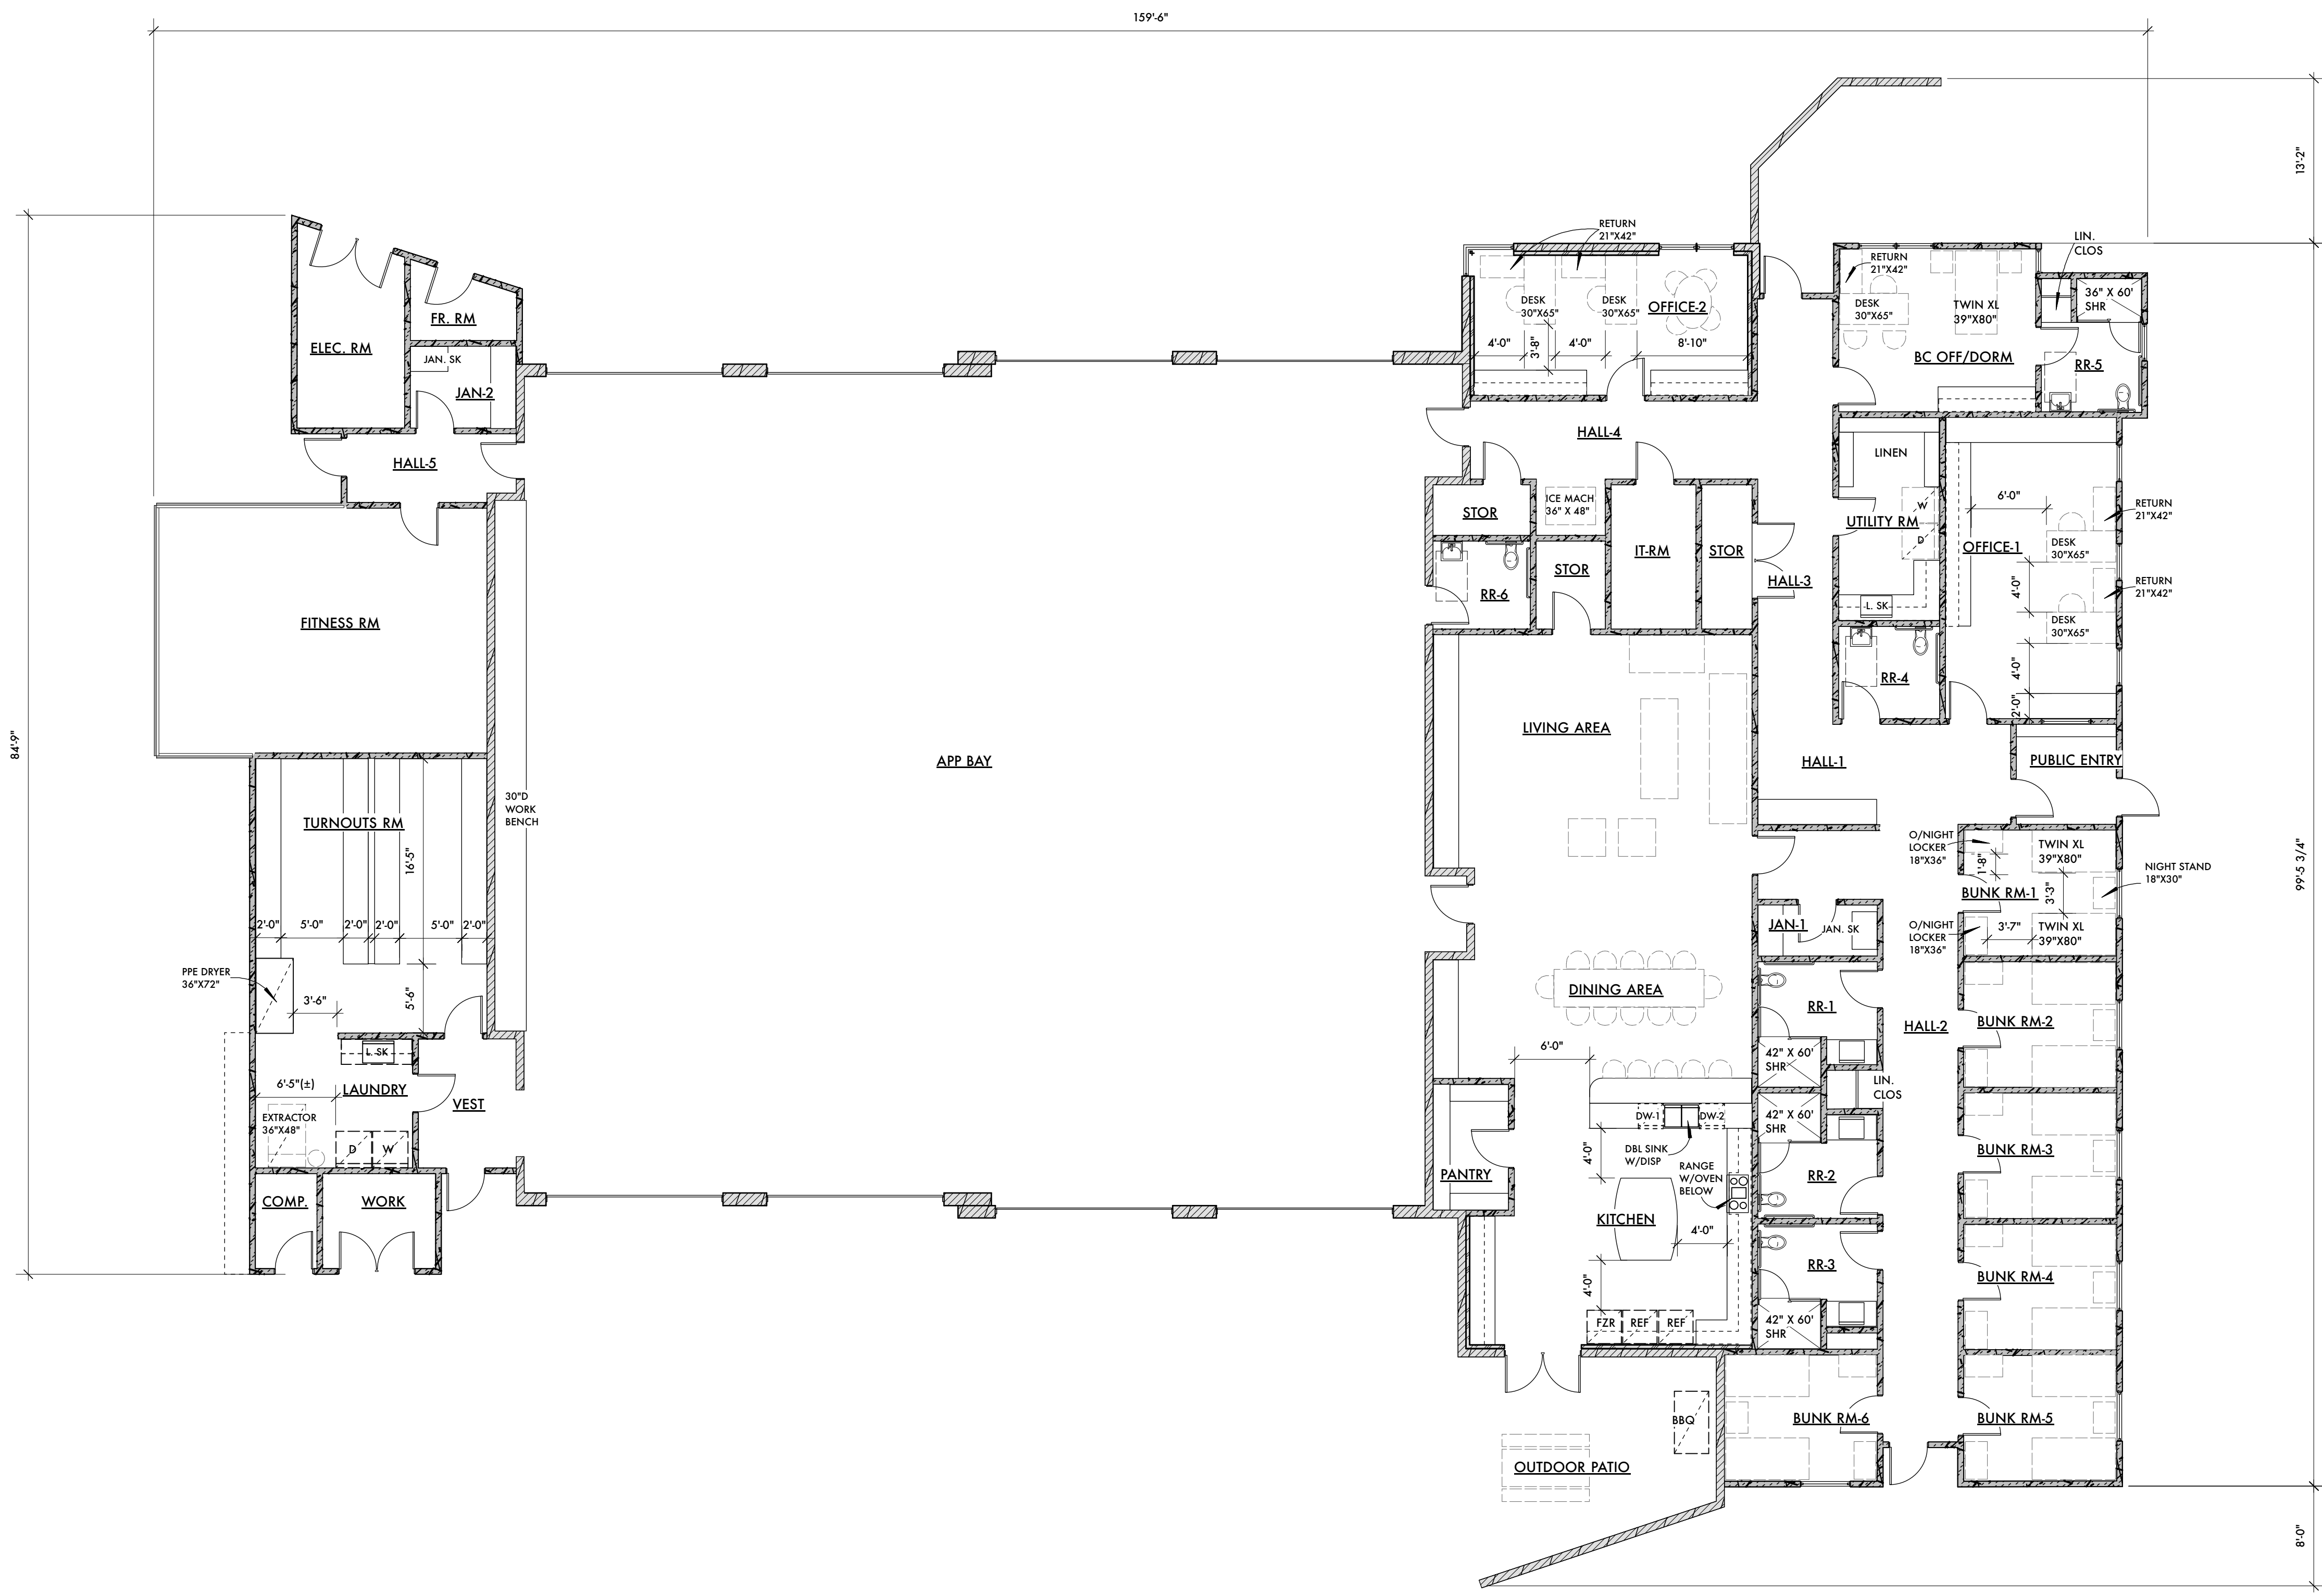 159'-6"
13'-2"
RETURN
21"X42"
LIN.
CLOS
RETURN
21"X42"
36" X 60'
SHR
DESK
30"X65"
DESK
30"X65"
OFFICE-2
DESK
30"X65"
TWIN XL
39"X80"
FR. RM
ELEC. RM
JAN. SK
JAN-2
4'-0"
3'-8"
4'-0"
8'-10"
BC OFF/DORM
RR-5
HALL-5
HALL-4
LINEN
STOR
ICE MACH
36" X 48"
W
6'-0"
RETURN
21"X42"
UTILITY RM
D
OFFICE-1
DESK
30"X65"
IT-RM
STOR
STOR
HALL-3
RR-6
4'-0"
RETURN
21"X42"
L. SK
DESK
30"X65"
FITNESS RM
RR-4
4'-0"
2'-0"
84'-9"
LIVING AREA
APP BAY
HALL-1
PUBLIC ENTRY
30"D
WORK
BENCH
TURNOUTS RM
16'-5"
O/NIGHT
LOCKER
18"X36"
TWIN XL
39"X80"
1'-8"
NIGHT STAND
18"X30"
99'-5 3/4"
BUNK RM-1
3'-3"
2'-0"
5'-0"
2'-0"
2'-0"
5'-0"
2'-0"
JAN-1
JAN. SK
O/NIGHT
LOCKER
18"X36"
3'-7"
TWIN XL
39"X80"
PPE DRYER
36"X72"
3'-6"
5'-6"
DINING AREA
RR-1
HALL-2
BUNK RM-2
L. SK
6'-0"
42" X 60'
SHR
6'-5"(±)
LAUNDRY
VEST
LIN.
CLOS
EXTRACTOR
36"X48"
DW-1
DW-2
42" X 60'
SHR
D
W
4'-0"
DBL SINK
W/DISP
BUNK RM-3
PANTRY
RANGE
W/OVEN
BELOW
RR-2
COMP.
WORK
KITCHEN
4'-0"
RR-3
BUNK RM-4
4'-0"
FZR
REF
REF
42" X 60'
SHR
BBQ
BUNK RM-6
BUNK RM-5
OUTDOOR PATIO
8'-0"